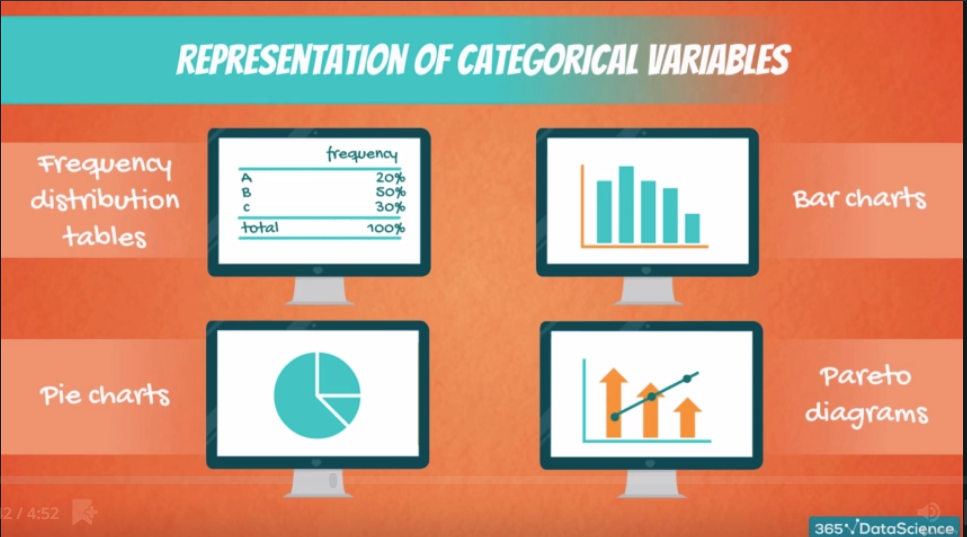 REPRESENTATION OF CATEGORICAL VARIABLES
Frequency
distribution
tables
frequency
A 20%
B 50%
C 30%
total 100%
Bar charts
Pie charts
Pareto
diagrams
2 / 4:52
365 DataScience